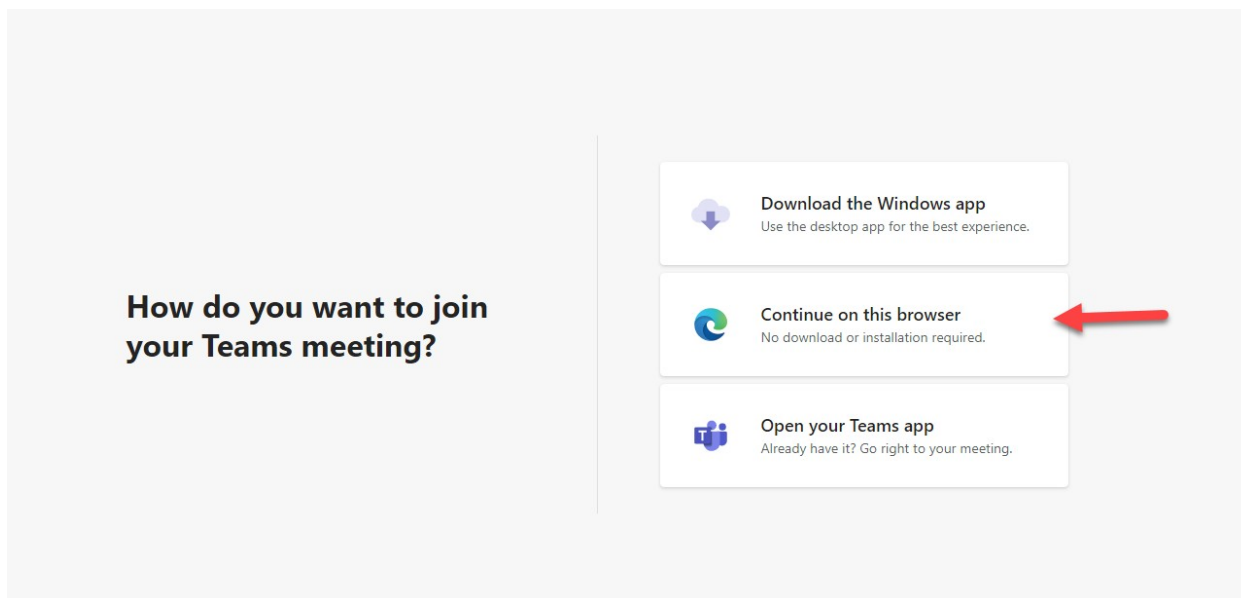 How do you want to join
your Teams meeting?
Download the Windows app
Use the desktop app for the best experience.
Continue on this browser
No download or installation required.
Open your Teams app
Already have it? Go right to your meeting.